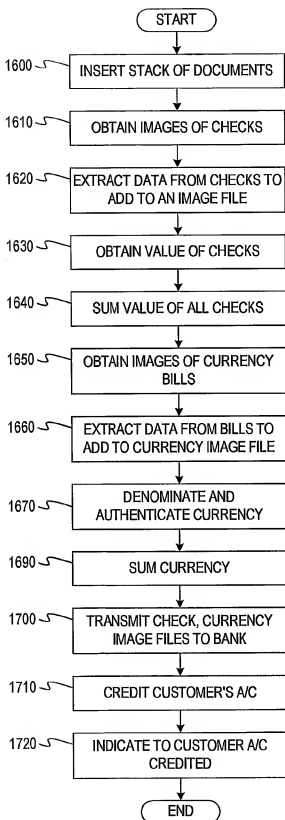 START
1600
INSERT STACK OF DOCUMENTS
1610
OBTAIN IMAGES OF CHECKS
1620
EXTRACT DATA FROM CHECKS TO
ADD TO AN IMAGE FILE
1630
OBTAIN VALUE OF CHECKS
1640
SUM VALUE OF ALL CHECKS
1650
OBTAIN IMAGES OF CURRENCY
BILLS
1660
EXTRACT DATA FROM BILLS TO
ADD TO CURRENCY IMAGE FILE
1670
DENOMINATE AND
AUTHENTICATE CURRENCY
1690
SUM CURRENCY
1700
TRANSMIT CHECK, CURRENCY
IMAGE FILES TO BANK
1710
CREDIT CUSTOMER'S A/C
1720
INDICATE TO CUSTOMER A/C
CREDITED
END